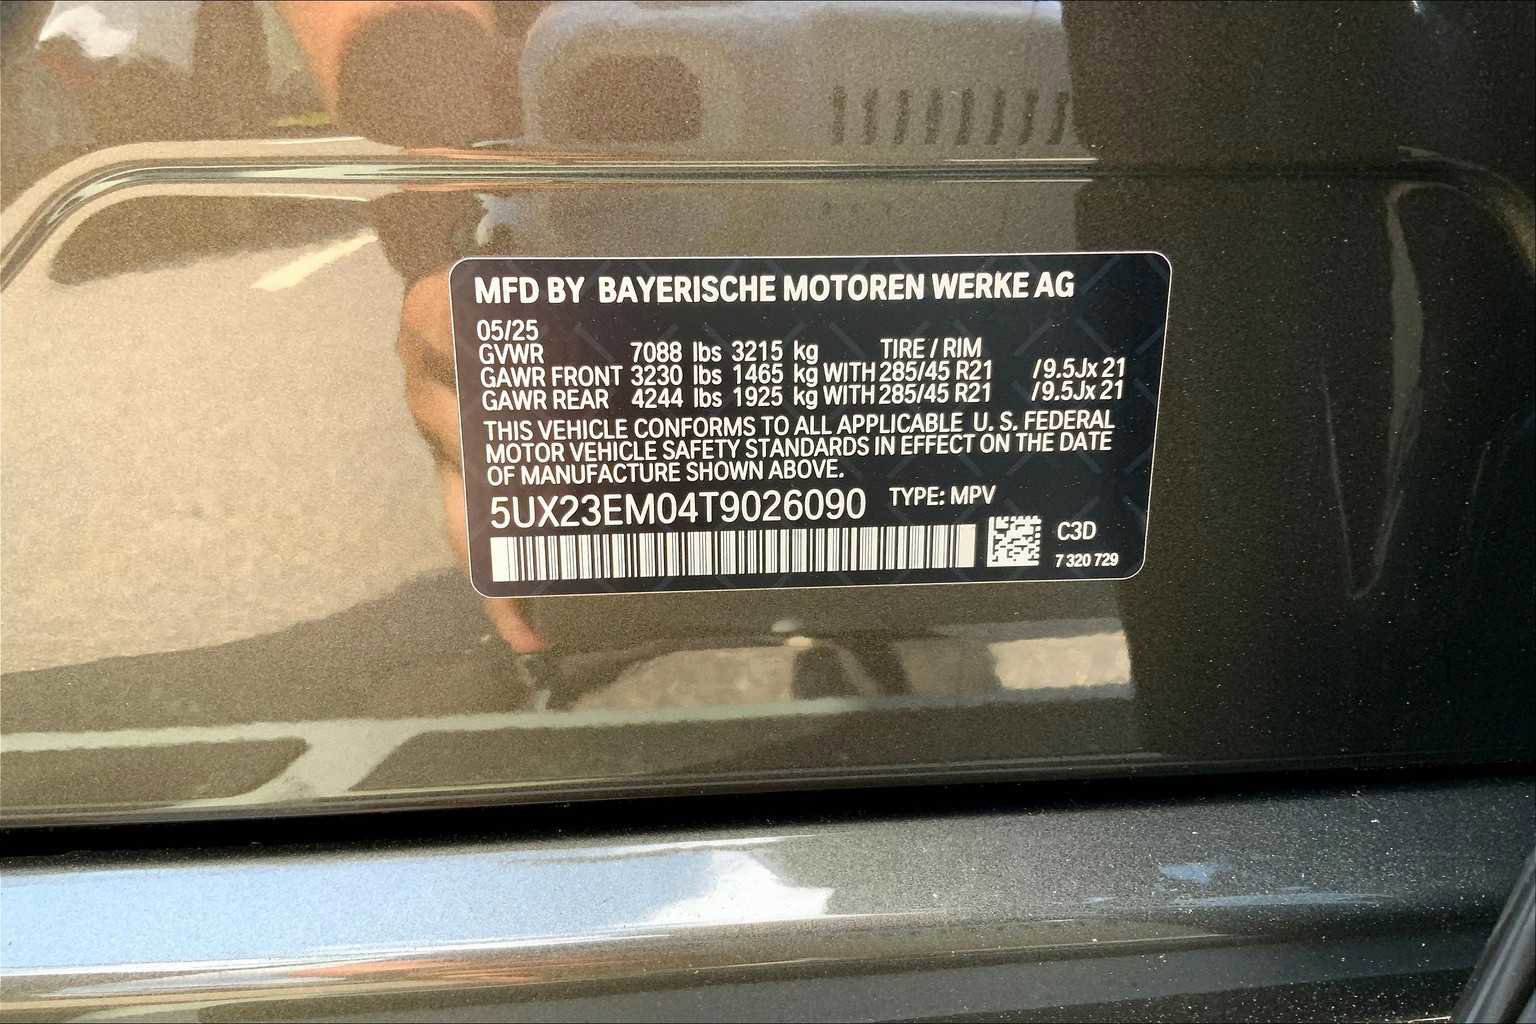 MFD BY BAYERISCHE MOTOREN WERKE AG
05/25
GVWR 7088 lbs 3215 kg TIRE / RIM
GAWR FRONT 3230 lbs 1465 kg WITH 285/45 R21 /9.5Jx 21
GAWR REAR 4244 lbs 1925 kg WITH 285/45 R21 /9.5Jx 21
THIS VEHICLE CONFORMS TO ALL APPLICABLE U. S. FEDERAL
MOTOR VEHICLE SAFETY STANDARDS IN EFFECT ON THE DATE
OF MANUFACTURE SHOWN ABOVE.
5UX23EM04T9026090 TYPE: MPV
C3D
7 320 729